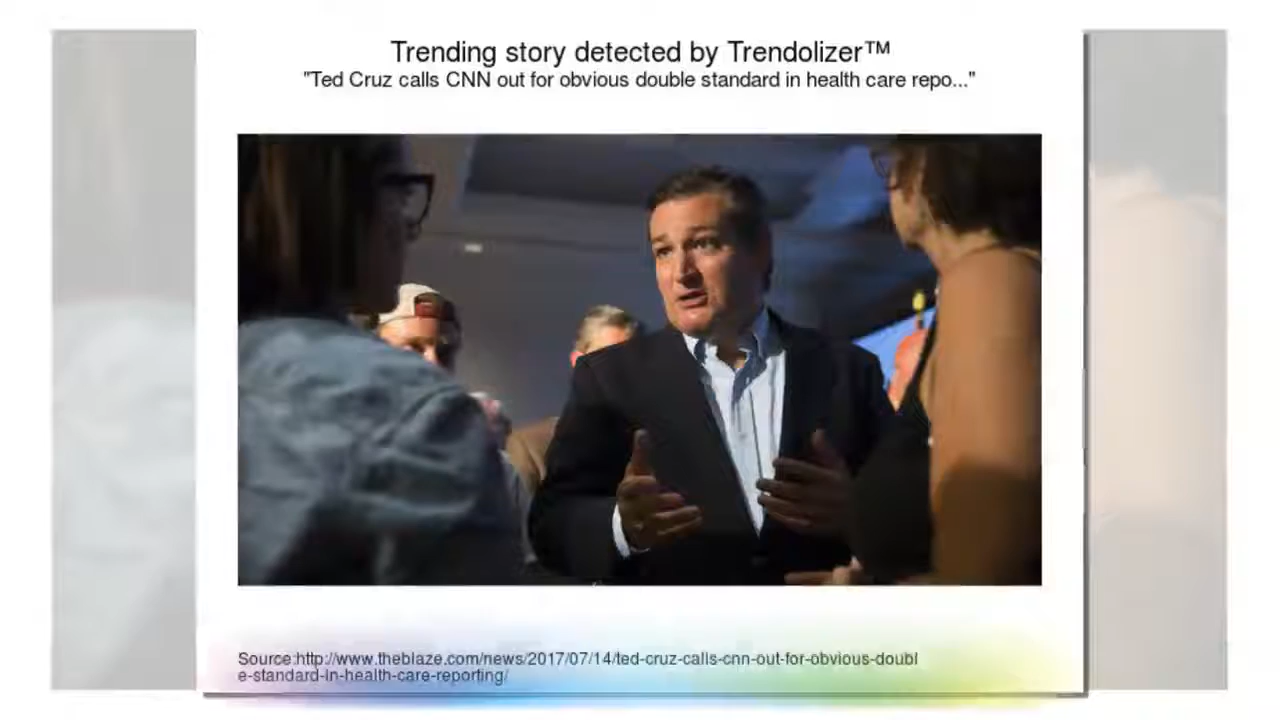 Trending story detected by Trendolizer™
"Ted Cruz calls CNN out for obvious double standard in health care repo..."
Source:http://www.theblaze.com/news/2017/07/14/ted-cruz-calls-cnn-out-for-obvious-doubl
e-standard-in-health-care-reporting/